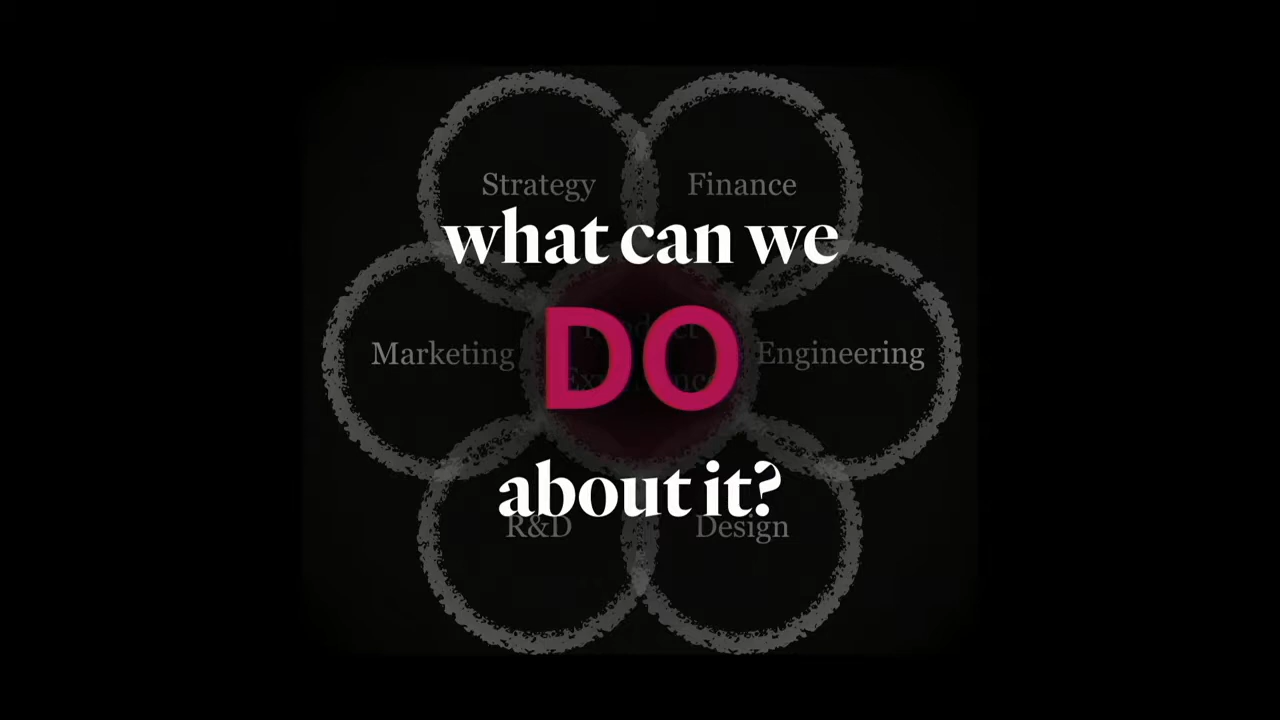 Strategy
Finance
what can we
Marketing
DO
Engineering
about it?
R&D
Design